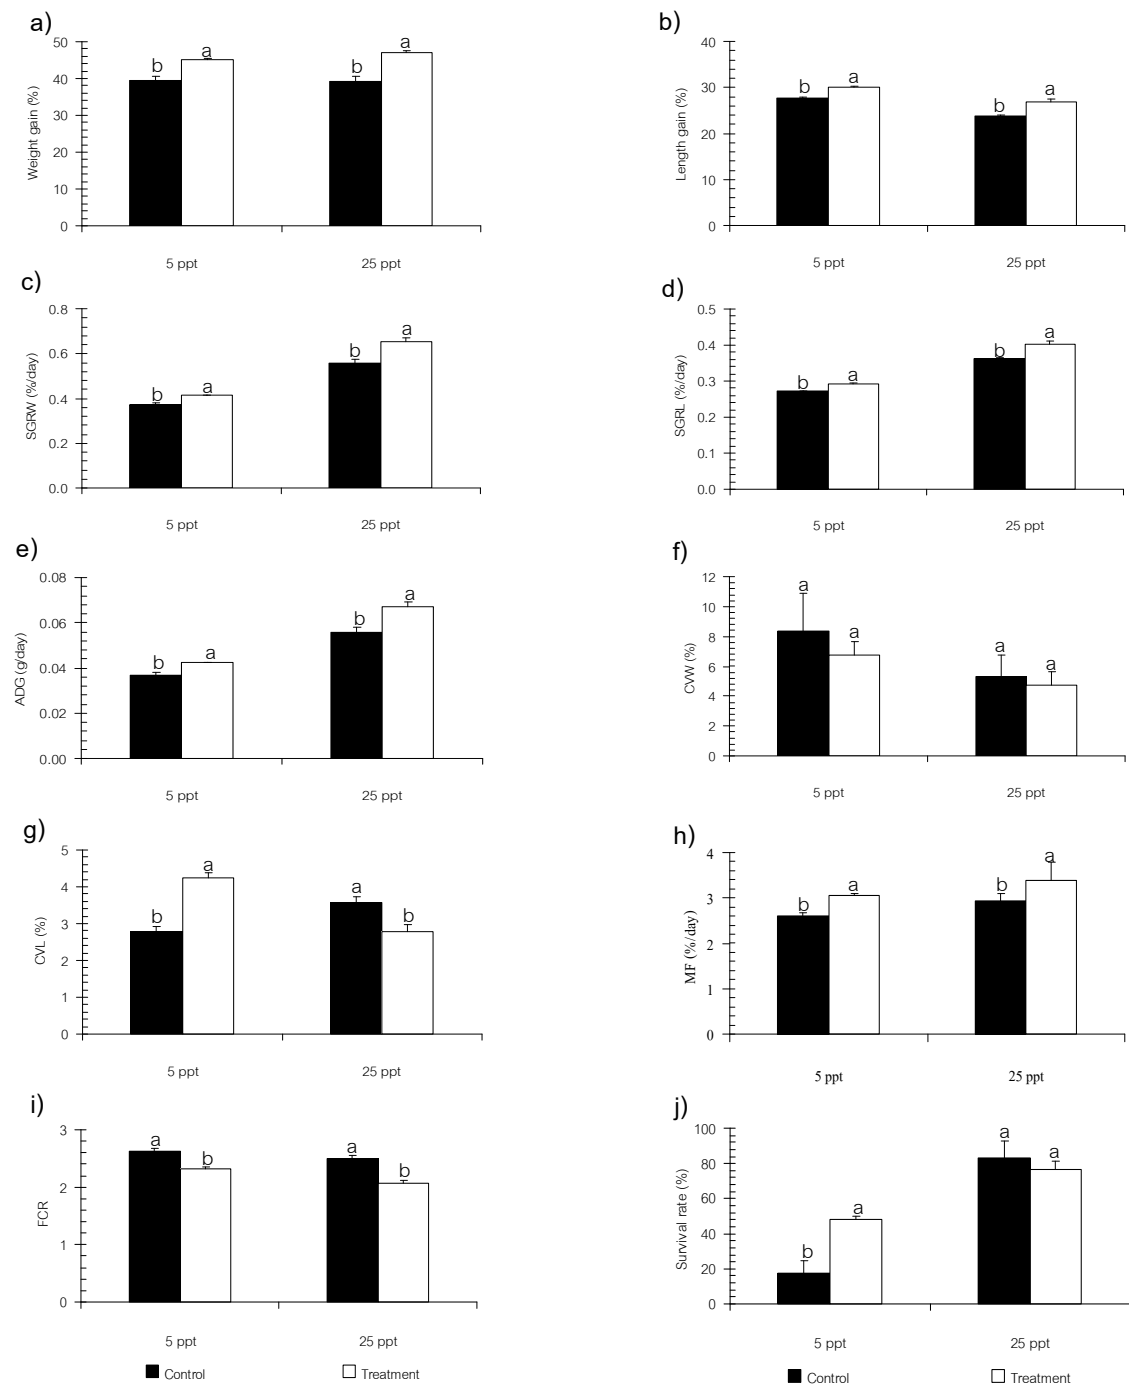 a)
Weight gain (%)
50
40
30
20
10
0
b
a
b
a
5 ppt
25 ppt
b)
Length gain (%)
40
30
20
10
0
b
a
b
a
5 ppt
25 ppt
c)
SGRW (%/day)
0.8
0.6
0.4
0.2
0.0
b
a
b
a
5 ppt
25 ppt
d)
SGRL (%/day)
0.5
0.4
0.3
0.2
0.1
0.0
b
a
b
a
5 ppt
25 ppt
e)
ADG (g/day)
0.08
0.06
0.04
0.02
0.00
b
a
b
a
5 ppt
25 ppt
f)
CVW (%)
12
10
8
6
4
2
0
a
a
a
a
5 ppt
25 ppt
g)
CVL (%)
5
4
3
2
1
0
b
a
a
b
5 ppt
25 ppt
h)
MF (%/day)
4
3
2
1
0
b
a
b
a
5 ppt
25 ppt
i)
FCR
3
2
1
0
a
b
a
b
5 ppt
25 ppt
Control
Treatment
j)
Survival rate (%)
100
80
60
40
20
0
b
a
a
a
5 ppt
25 ppt
Control
Treatment